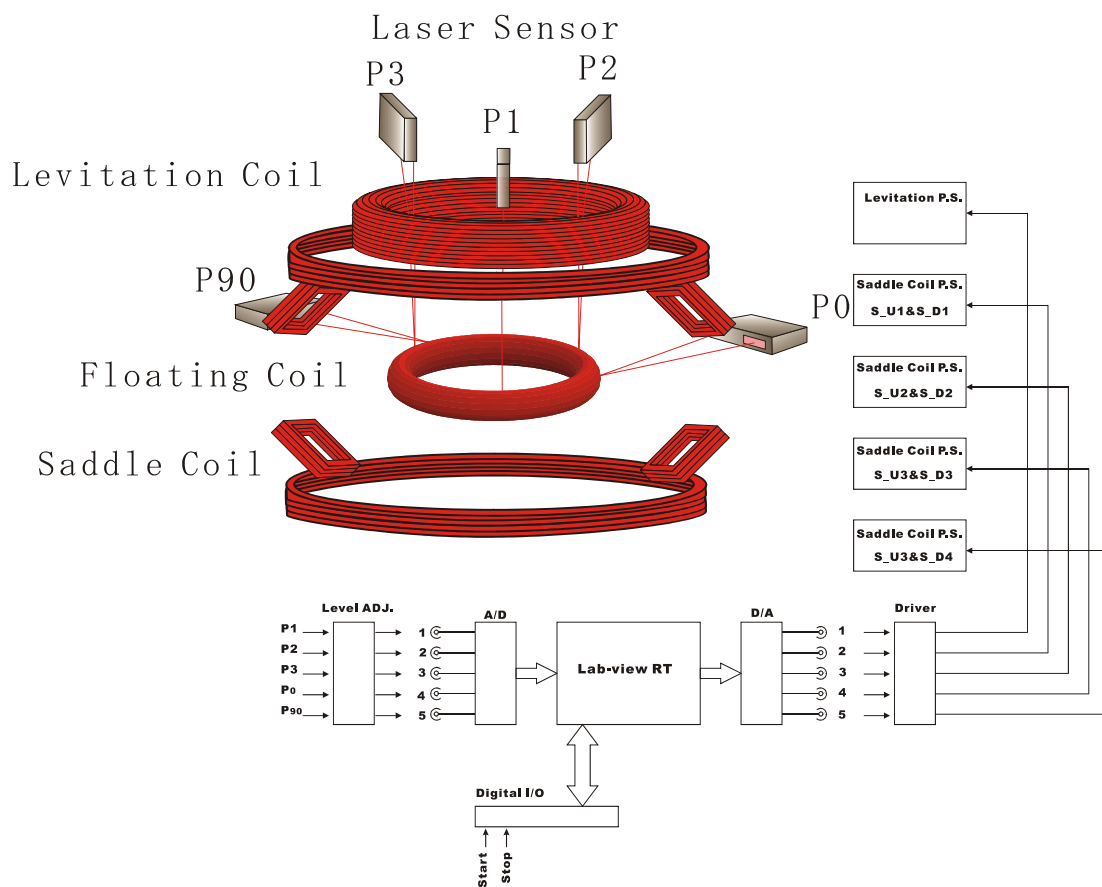 Laser Sensor
P3
P2
P1
Levitation Coil
P90
P0
Floating Coil
Saddle Coil
Levitation P.S.
Saddle Coil P.S.
S_U1&S_D1
Saddle Coil P.S.
S_U2&S_D2
Saddle Coil P.S.
S_U3&S_D3
Saddle Coil P.S.
S_U3&S_D4
Level ADJ.
A/D
D/A
Driver
P1
P2
P3
P0
P90
1
2
3
4
5
Lab-view RT
1
2
3
4
5
Digital I/O
Start
Stop